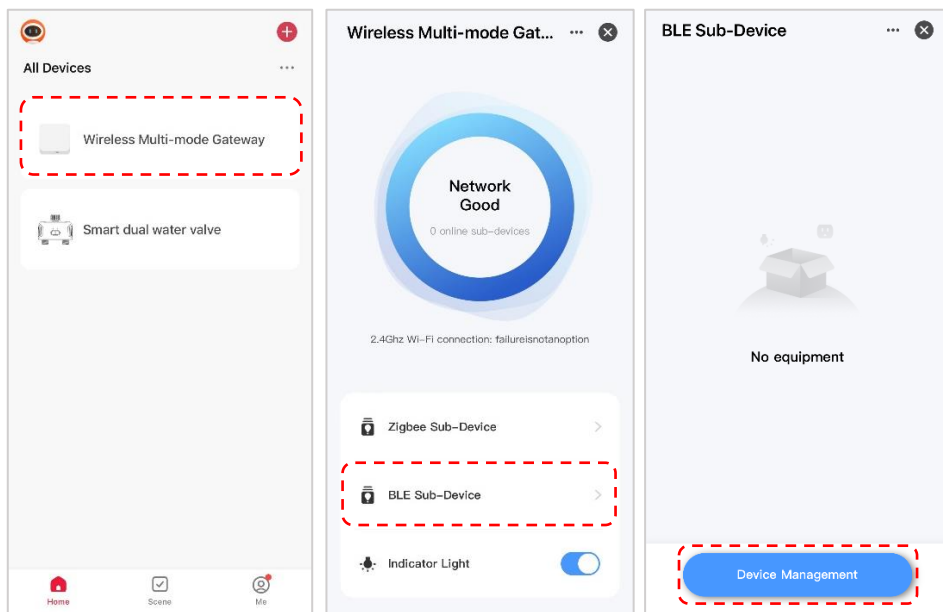 All Devices
Wireless Multi-mode Gateway
Smart dual water valve
Home
Scene
Me
Wireless Multi-mode Gat...
Network
Good
0 online sub-devices
2.4Ghz Wi-Fi connection: failureisnotanoption
Zigbee Sub-Device
BLE Sub-Device
Indicator Light
BLE Sub-Device
No equipment
Device Management